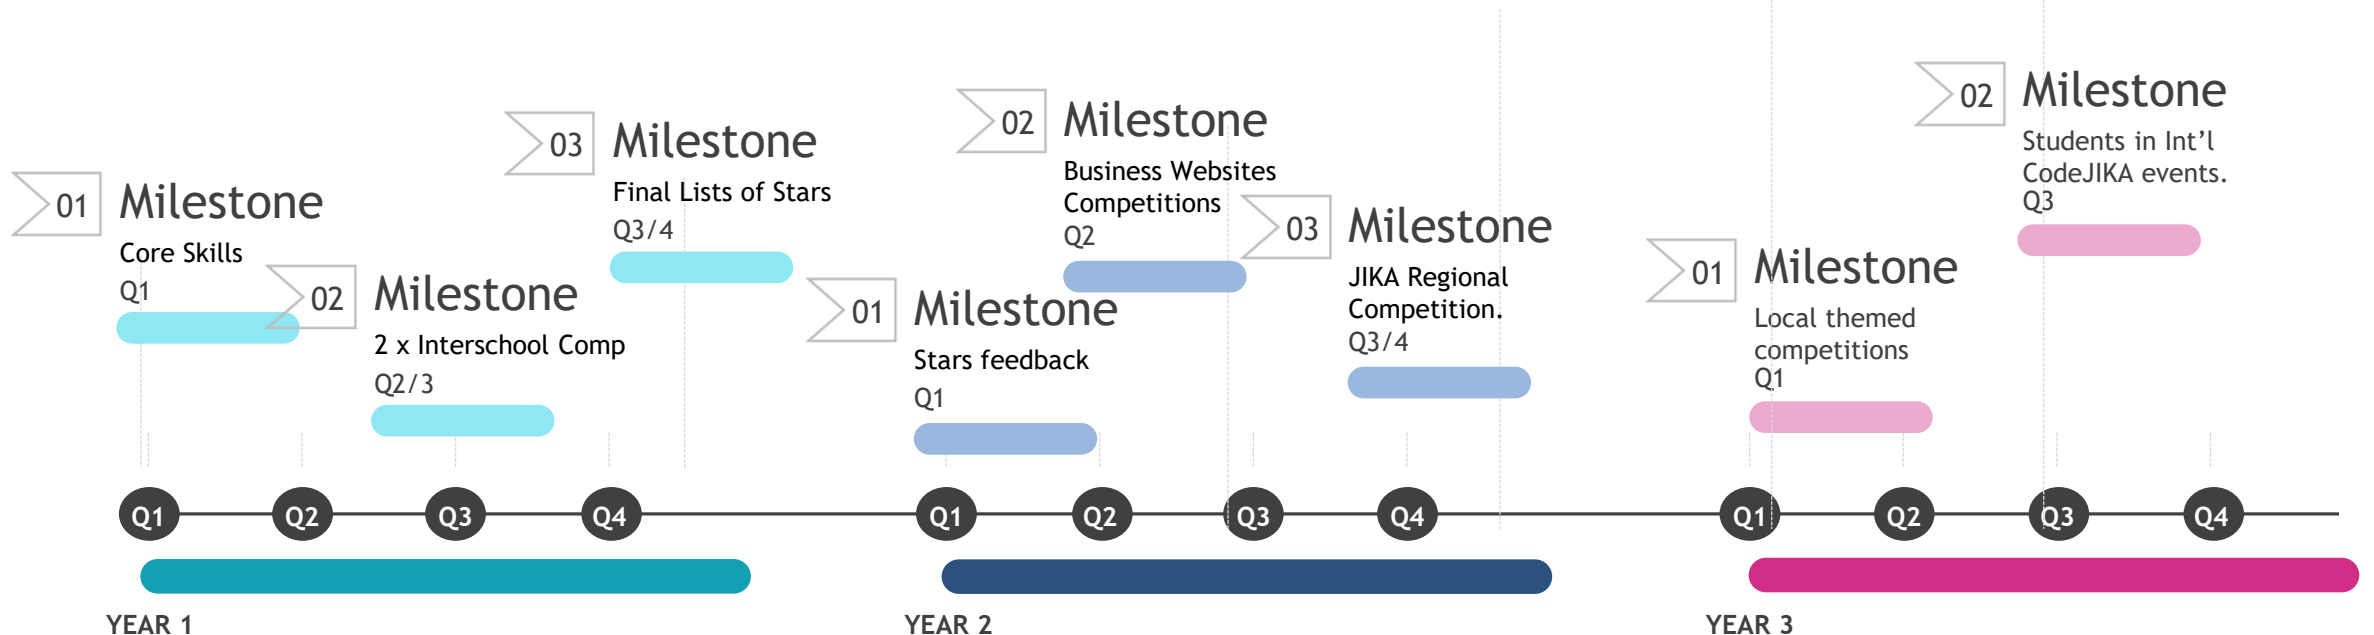 01
Milestone
Core Skills
Q1
02
Milestone
2 x Interschool Comp
Q2/3
03
Milestone
Final Lists of Stars
Q3/4
01
Milestone
Stars feedback
Q1
02
Milestone
Business Websites
Competitions
Q2
03
Milestone
JIKA Regional
Competition.
Q3/4
01
Milestone
Local themed
competitions
Q1
02
Milestone
Students in Int’l
CodeJIKA events.
Q3
Q1 Q2 Q3 Q4 Q1 Q2 Q3 Q4 Q1 Q2 Q3 Q4
YEAR 1 YEAR 2 YEAR 3